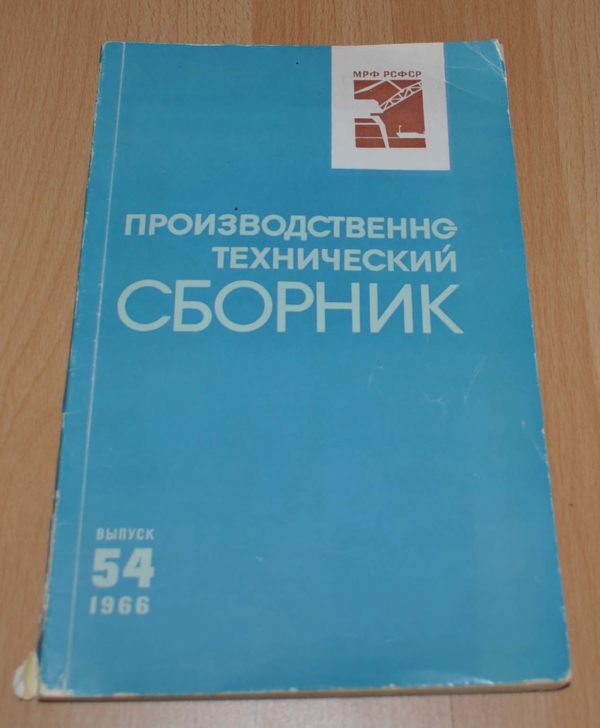 МРФ РСФСР
ПРОИЗВОДСТВЕННО-
ТЕХНИЧЕСКИЙ
СБОРНИК
ВЫПУСК
54
1966